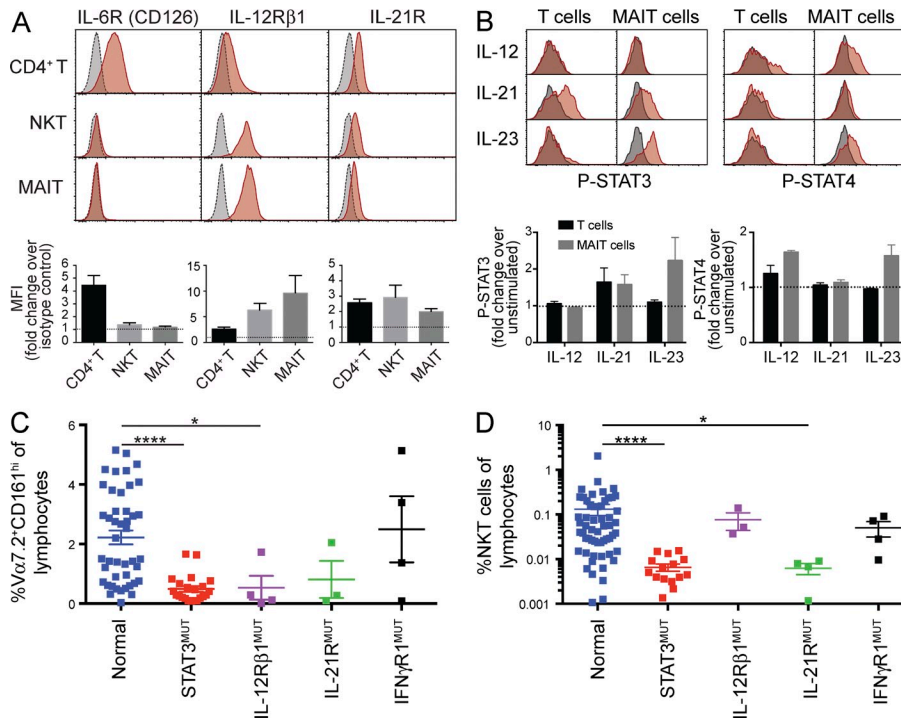 A
IL-6R (CD126)
IL-12Rβ1
IL-21R
CD4+ T
NKT
MAIT
MFI
(fold change over
isotype control)
5
4
3
2
1
0
CD4+ T
NKT
MAIT
15
10
5
0
CD4+ T
NKT
MAIT
5
4
3
2
1
0
CD4+ T
NKT
MAIT
B
T cells
MAIT cells
T cells
MAIT cells
IL-12
IL-21
IL-23
P-STAT3
P-STAT4
P-STAT3
(fold change over
unstimulated)
3
2
1
0
T cells
MAIT cells
IL-12
IL-21
IL-23
P-STAT4
(fold change over
unstimulated)
2
1
0
IL-12
IL-21
IL-23
C
%Vα7.2+CD161hi of
lymphocytes
6
4
2
0
*
****
Normal
STAT3MUT
IL-12Rβ1MUT
IL-21RMUT
IFNγR1MUT
D
%NKT cells of
lymphocytes
10
1
0.1
0.01
0.001
*
****
Normal
STAT3MUT
IL-12Rβ1MUT
IL-21RMUT
IFNγR1MUT